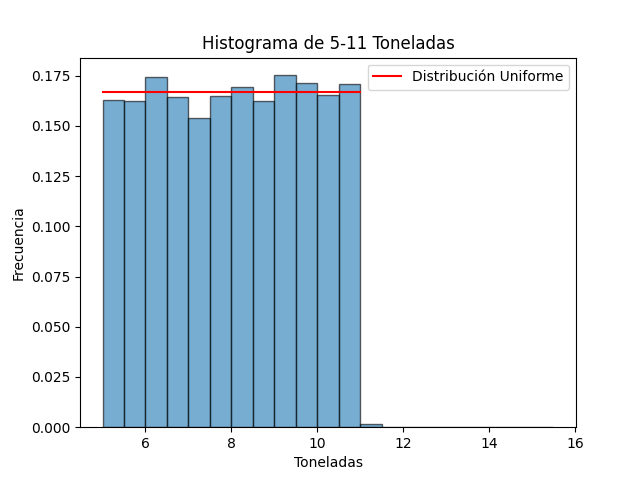 Histograma de 5-11 Toneladas
Distribución Uniforme
Frecuencia
0.175
0.150
0.125
0.100
0.075
0.050
0.025
0.000
6 8 10 12 14 16
Toneladas